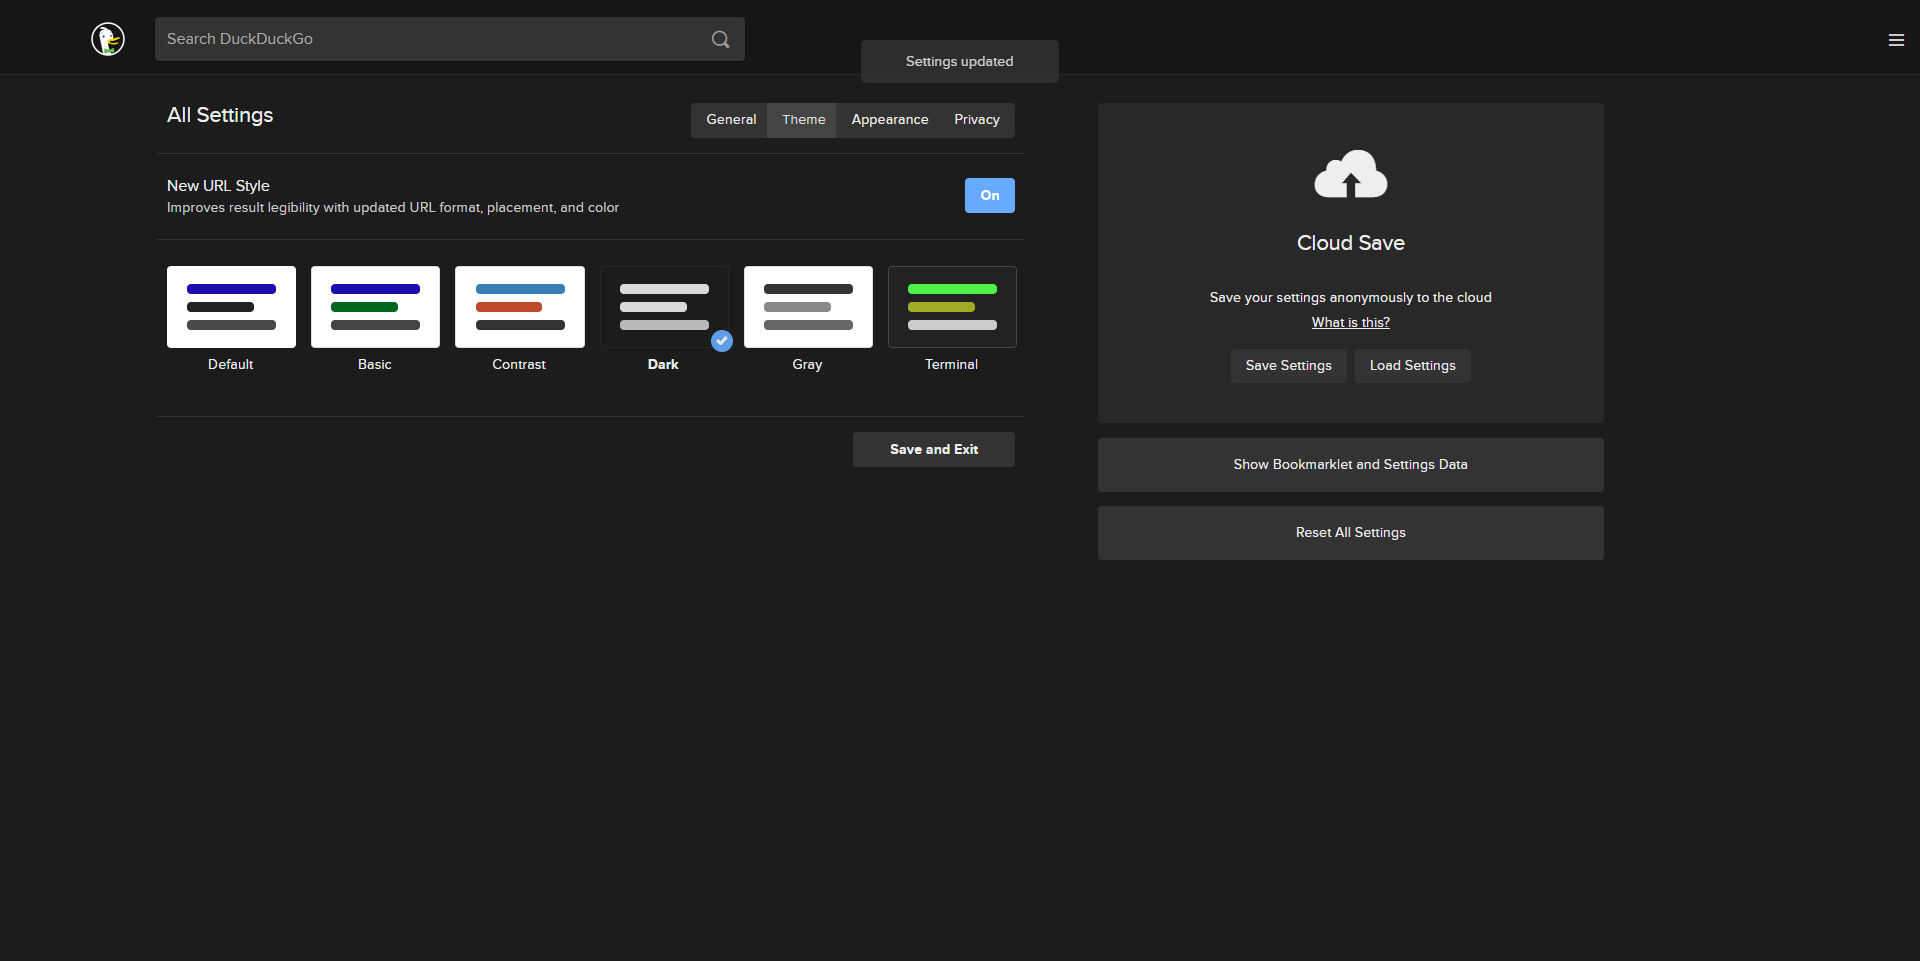 Search DuckDuckGo
Settings updated
All Settings
General
Theme
Appearance
Privacy
New URL Style
Improves result legibility with updated URL format, placement, and color
On
Default
Basic
Contrast
Dark
Gray
Terminal
Save and Exit
Cloud Save
Save your settings anonymously to the cloud
What is this?
Save Settings
Load Settings
Show Bookmarklet and Settings Data
Reset All Settings